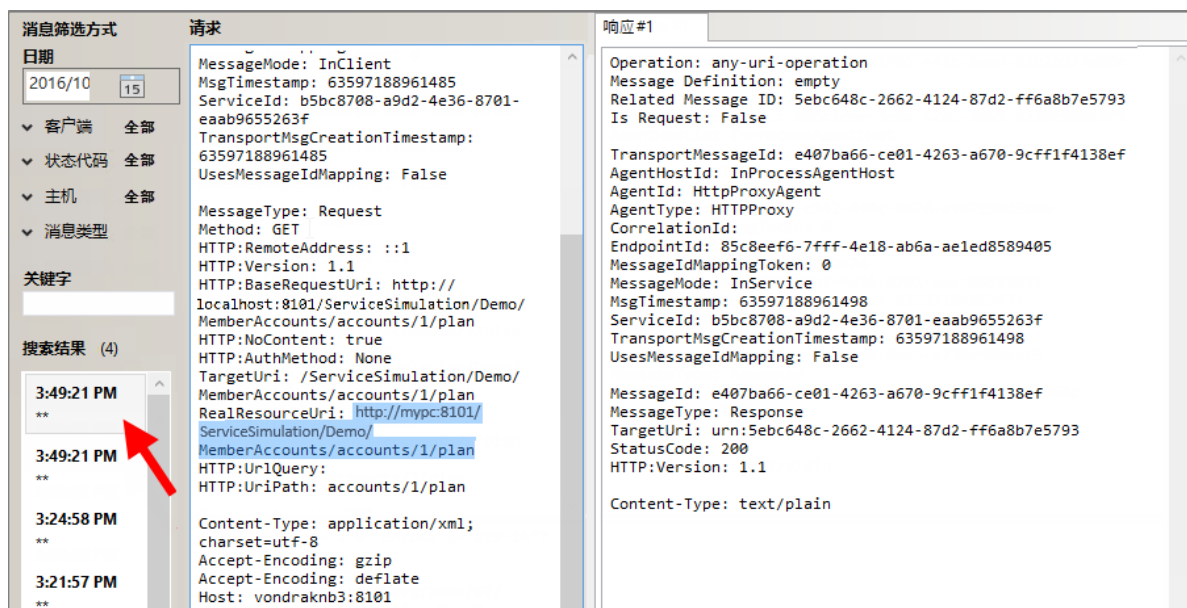 消息筛选方式
日期
2016/10
15
客户端 全部
状态代码 全部
主机 全部
消息类型
关键字
搜索结果 (4)
3:49:21 PM
**
3:49:21 PM
**
3:24:58 PM
**
3:21:57 PM
**
请求
MessageMode: InClient
MsgTimestamp: 63597188961485
ServiceId: b5bc8708-a9d2-4e36-8701-
eaab9655263f
TransportMsgCreationTimestamp:
63597188961485
UsesMessageIdMapping: False
MessageType: Request
Method: GET
HTTP:RemoteAddress: ::1
HTTP:Version: 1.1
HTTP:BaseRequestUri: http://
localhost:8101/ServiceSimulation/Demo/
MemberAccounts/accounts/1/plan
HTTP:NoContent: true
HTTP:AuthMethod: None
TargetUri: /ServiceSimulation/Demo/
MemberAccounts/accounts/1/plan
RealResourceUri: http://mypc:8101/
ServiceSimulation/Demo/
MemberAccounts/accounts/1/plan
HTTP:UrlQuery:
HTTP:UriPath: accounts/1/plan
Content-Type: application/xml;
charset=utf-8
Accept-Encoding: gzip
Accept-Encoding: deflate
Host: vondraknb3:8101
响应#1
Operation: any-uri-operation
Message Definition: empty
Related Message ID: 5ebc648c-2662-4124-87d2-ff6a8b7e5793
Is Request: False
TransportMessageId: e407ba66-ce01-4263-a670-9cff1f4138ef
AgentHostId: InProcessAgentHost
AgentId: HttpProxyAgent
AgentType: HTTPProxy
CorrelationId:
EndpointId: 85c8eef6-7fff-4e18-ab6a-ae1ed8589405
MessageIdMappingToken: 0
MessageMode: InService
MsgTimestamp: 63597188961498
ServiceId: b5bc8708-a9d2-4e36-8701-eaab9655263f
TransportMsgCreationTimestamp: 63597188961498
UsesMessageIdMapping: False
MessageId: e407ba66-ce01-4263-a670-9cff1f4138ef
MessageType: Response
TargetUri: urn:5ebc648c-2662-4124-87d2-ff6a8b7e5793
StatusCode: 200
HTTP:Version: 1.1
Content-Type: text/plain